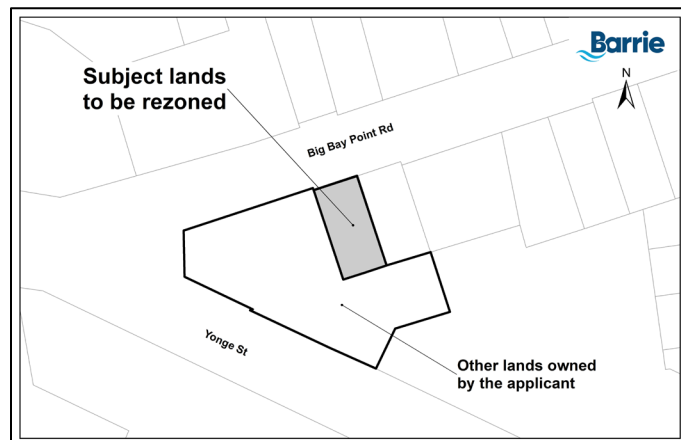 Barrie
Subject lands
to be rezoned
N
Big Bay Point Rd
Yonge St
Other lands owned
by the applicant